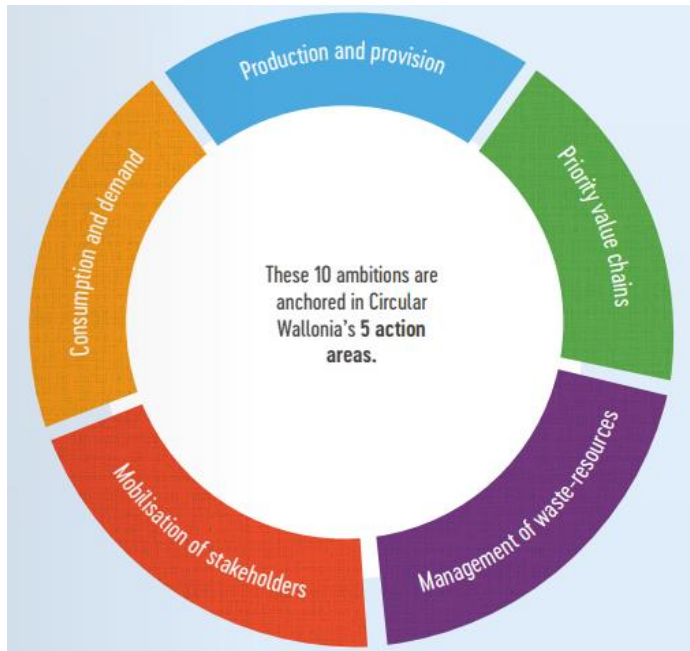 Production and provision
Priority value chains
Management of waste-resources
Mobilisation of stakeholders
Consumption and demand
These 10 ambitions are
anchored in Circular
Wallonia's 5 action
areas.